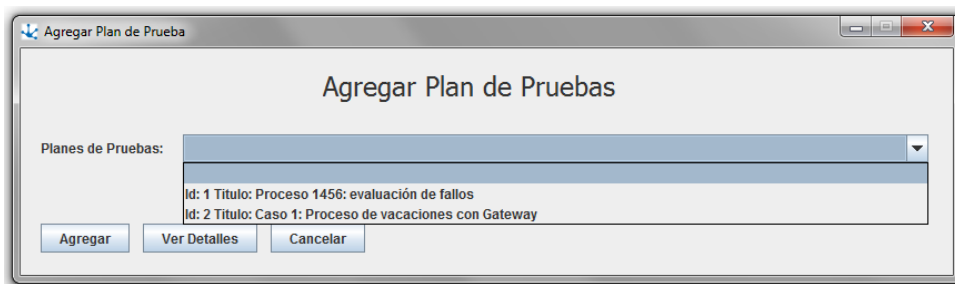 Agregar Plan de Prueba
Agregar Plan de Pruebas
Planes de Pruebas:
Id: 1 Titulo: Proceso 1456: evaluación de fallos
Id: 2 Titulo: Caso 1: Proceso de vacaciones con Gateway
Agregar Ver Detalles Cancelar